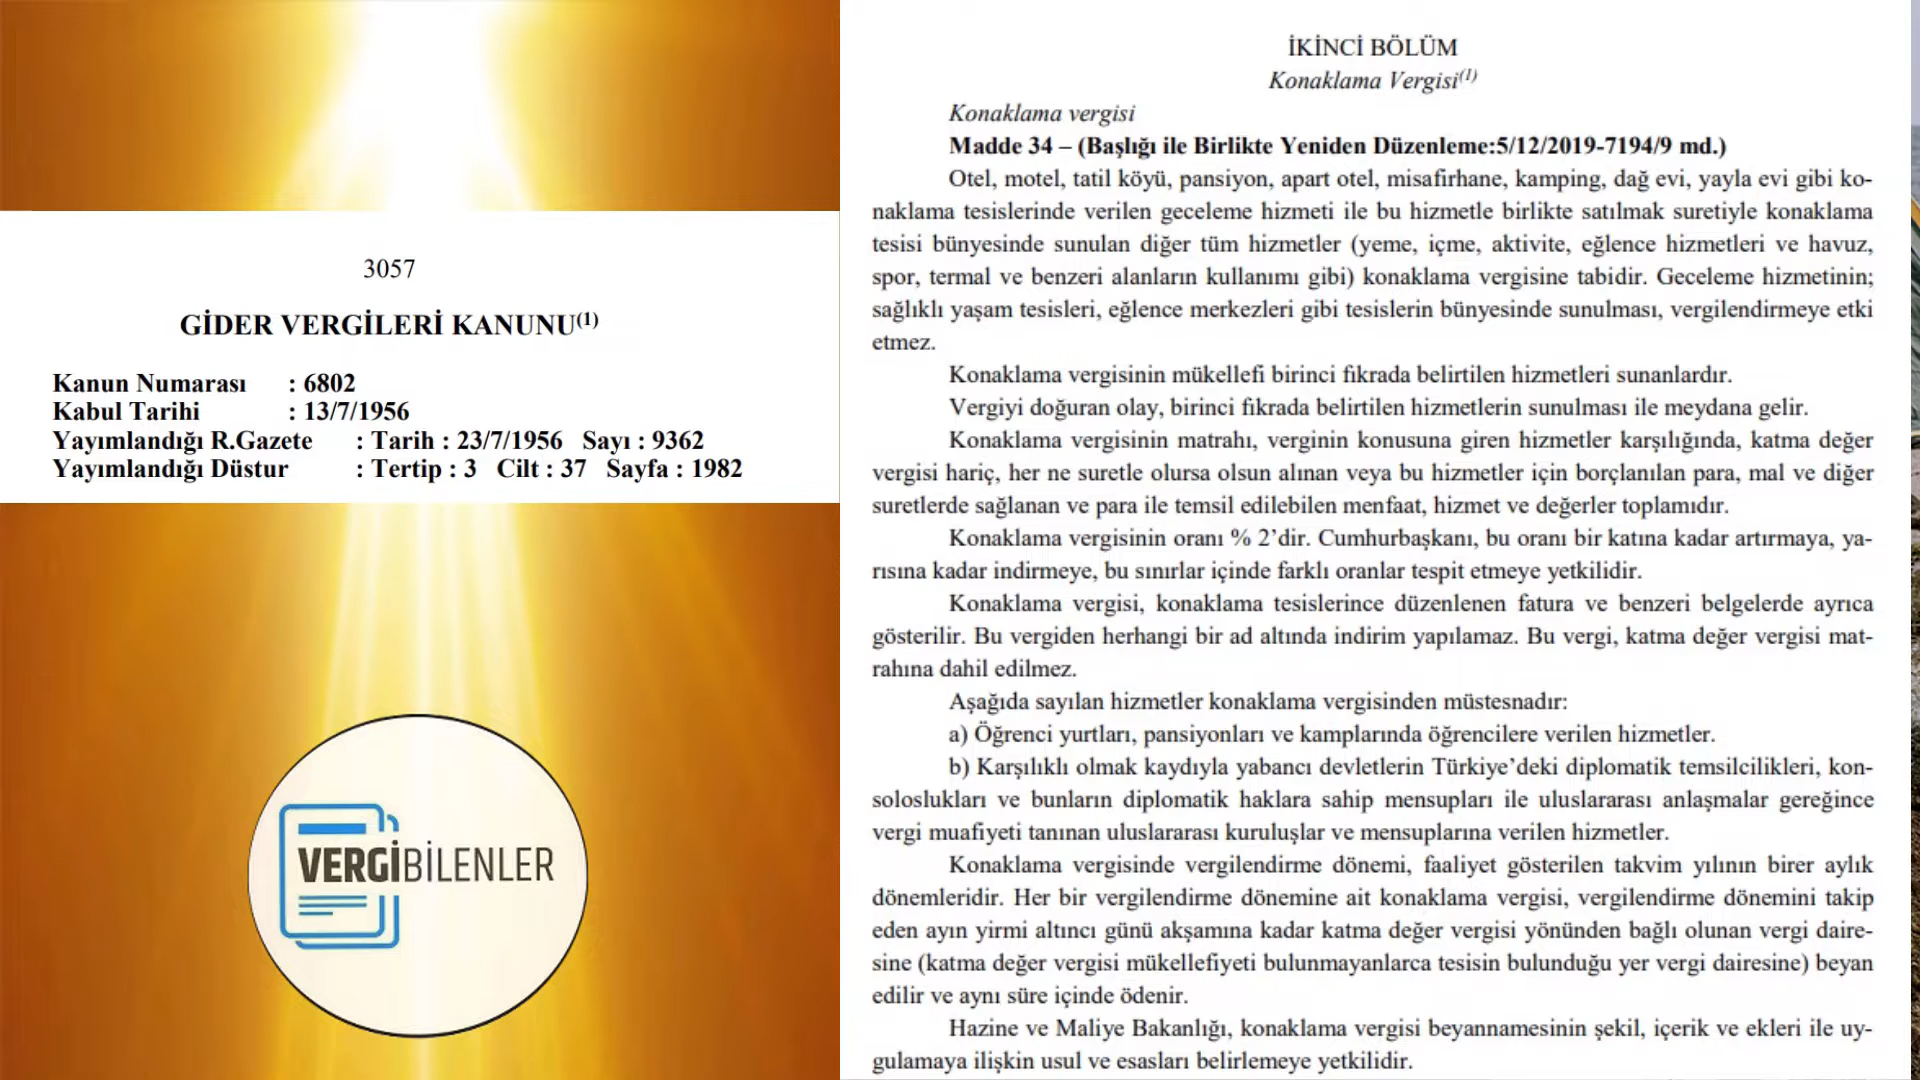 3057
GİDER VERGİLERİ KANUNU(1)
Kanun Numarası : 6802
Kabul Tarihi : 13/7/1956
Yayımlandığı R.Gazete : Tarih : 23/7/1956 Sayı : 9362
Yayımlandığı Düstur : Tertip : 3 Cilt : 37 Sayfa : 1982
VERGİBİLENLER
İKİNCİ BÖLÜM
Konaklama Vergisi(1)
Konaklama vergisi
Madde 34 – (Başlığı ile Birlikte Yeniden Düzenleme:5/12/2019-7194/9 md.)
Otel, motel, tatil köyü, pansiyon, apart otel, misafirhane, kamping, dağ evi, yayla evi gibi ko-
naklama tesislerinde verilen geceleme hizmeti ile bu hizmetle birlikte satılmak suretiyle konaklama
tesisi bünyesinde sunulan diğer tüm hizmetler (yeme, içme, aktivite, eğlence hizmetleri ve havuz,
spor, termal ve benzeri alanların kullanımı gibi) konaklama vergisine tabidir. Geceleme hizmetinin;
sağlıklı yaşam tesisleri, eğlence merkezleri gibi tesislerin bünyesinde sunulması, vergilendirmeye etki
etmez.
Konaklama vergisinin mükellefi birinci fıkrada belirtilen hizmetleri sunanlardır.
Vergiyi doğuran olay, birinci fıkrada belirtilen hizmetlerin sunulması ile meydana gelir.
Konaklama vergisinin matrahı, verginin konusuna giren hizmetler karşılığında, katma değer
vergisi hariç, her ne suretle olursa olsun alınan veya bu hizmetler için borçlanılan para, mal ve diğer
suretlerde sağlanan ve para ile temsil edilebilen menfaat, hizmet ve değerler toplamıdır.
Konaklama vergisinin oranı % 2’dir. Cumhurbaşkanı, bu oranı bir katına kadar artırmaya, ya-
rısına kadar indirmeye, bu sınırlar içinde farklı oranlar tespit etmeye yetkilidir.
Konaklama vergisi, konaklama tesislerince düzenlenen fatura ve benzeri belgelerde ayrıca
gösterilir. Bu vergiden herhangi bir ad altında indirim yapılamaz. Bu vergi, katma değer vergisi mat-
rahına dahil edilmez.
Aşağıda sayılan hizmetler konaklama vergisinden müstesnadır:
a) Öğrenci yurtları, pansiyonları ve kamplarında öğrencilere verilen hizmetler.
b) Karşılıklı olmak kaydıyla yabancı devletlerin Türkiye’deki diplomatik temsilcilikleri, kon-
soloslukları ve bunların diplomatik haklara sahip mensupları ile uluslararası anlaşmalar gereğince
vergi muafiyeti tanınan uluslararası kuruluşlar ve mensuplarına verilen hizmetler.
Konaklama vergisinde vergilendirme dönemi, faaliyet gösterilen takvim yılının birer aylık
dönemleridir. Her bir vergilendirme dönemine ait konaklama vergisi, vergilendirme dönemini takip
eden ayın yirmi altıncı günü akşamına kadar katma değer vergisi yönünden bağlı olunan vergi daire-
sine (katma değer vergisi mükellefiyeti bulunmayanlarca tesisin bulunduğu yer vergi dairesine) beyan
edilir ve aynı süre içinde ödenir.
Hazine ve Maliye Bakanlığı, konaklama vergisi beyannamesinin şekil, içerik ve ekleri ile uy-
gulamaya ilişkin usul ve esasları belirlemeye yetkilidir.